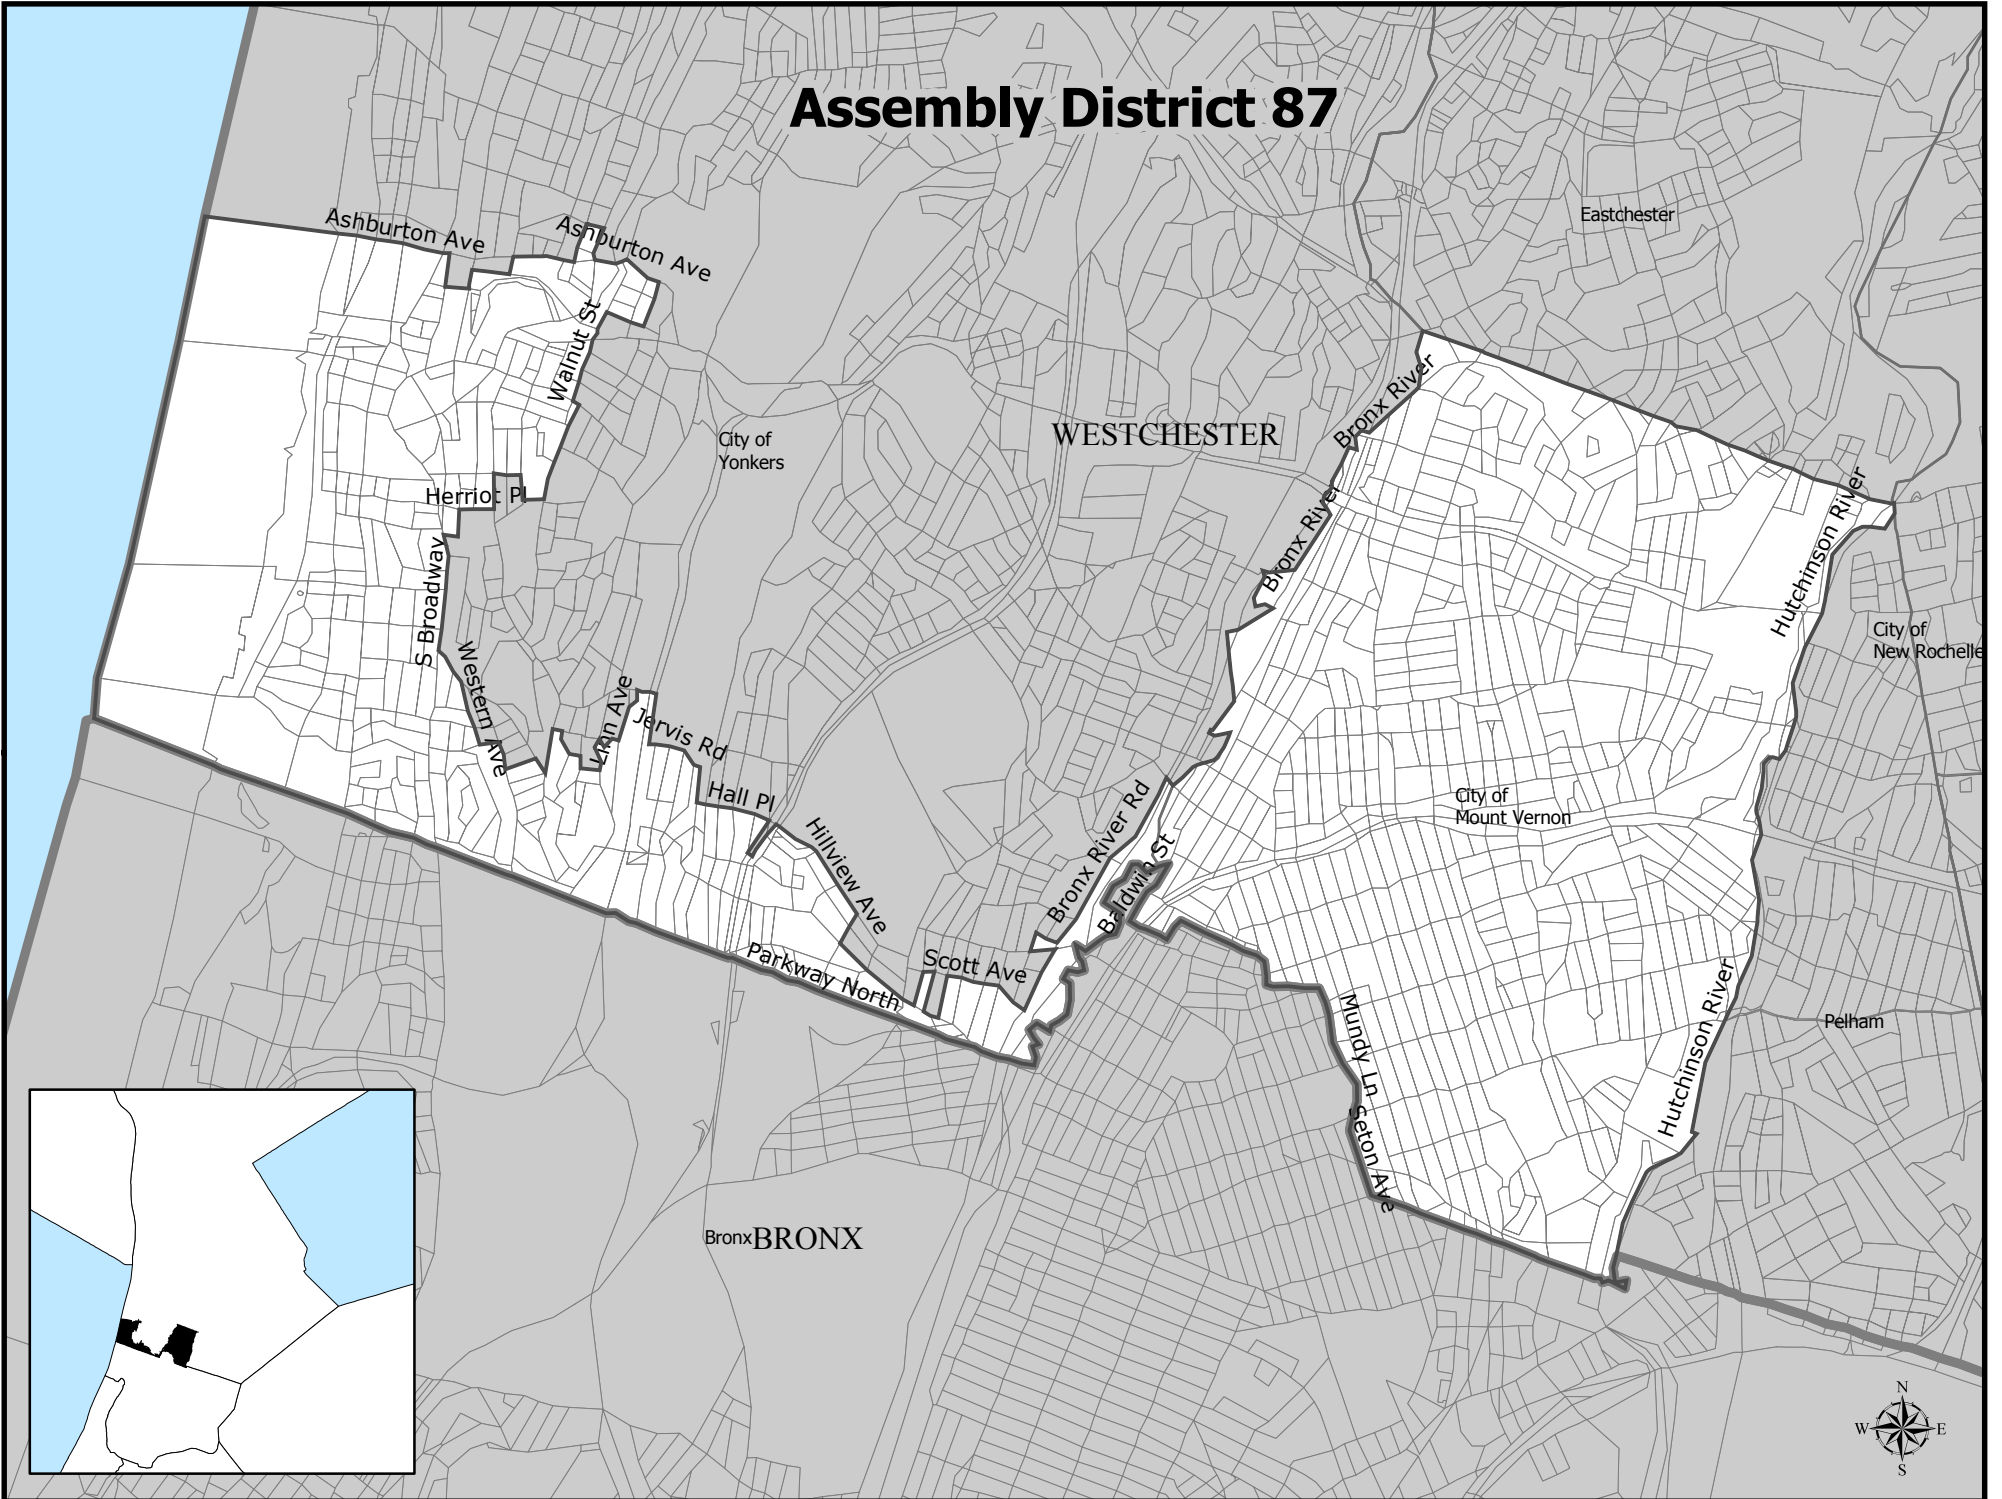 Assembly District 87
Eastchester
Ashburton Ave
Ashburton Ave
Walnut St
Bronx River
WESTCHESTER
City of
Yonkers
Herriot Pl
Bronx River
Hutchinson River
S Broadway
City of
New Rochelle
Western Ave
Linn Ave
Jervis Rd
Hall Pl
City of
Mount Vernon
Hillview Ave
Bronx River Rd
Baldwin St
Scott Ave
Parkway North
Mundy Ln
Hutchinson River
Pelham
Seton Ave
Bronx
BRONX
N
W
E
S